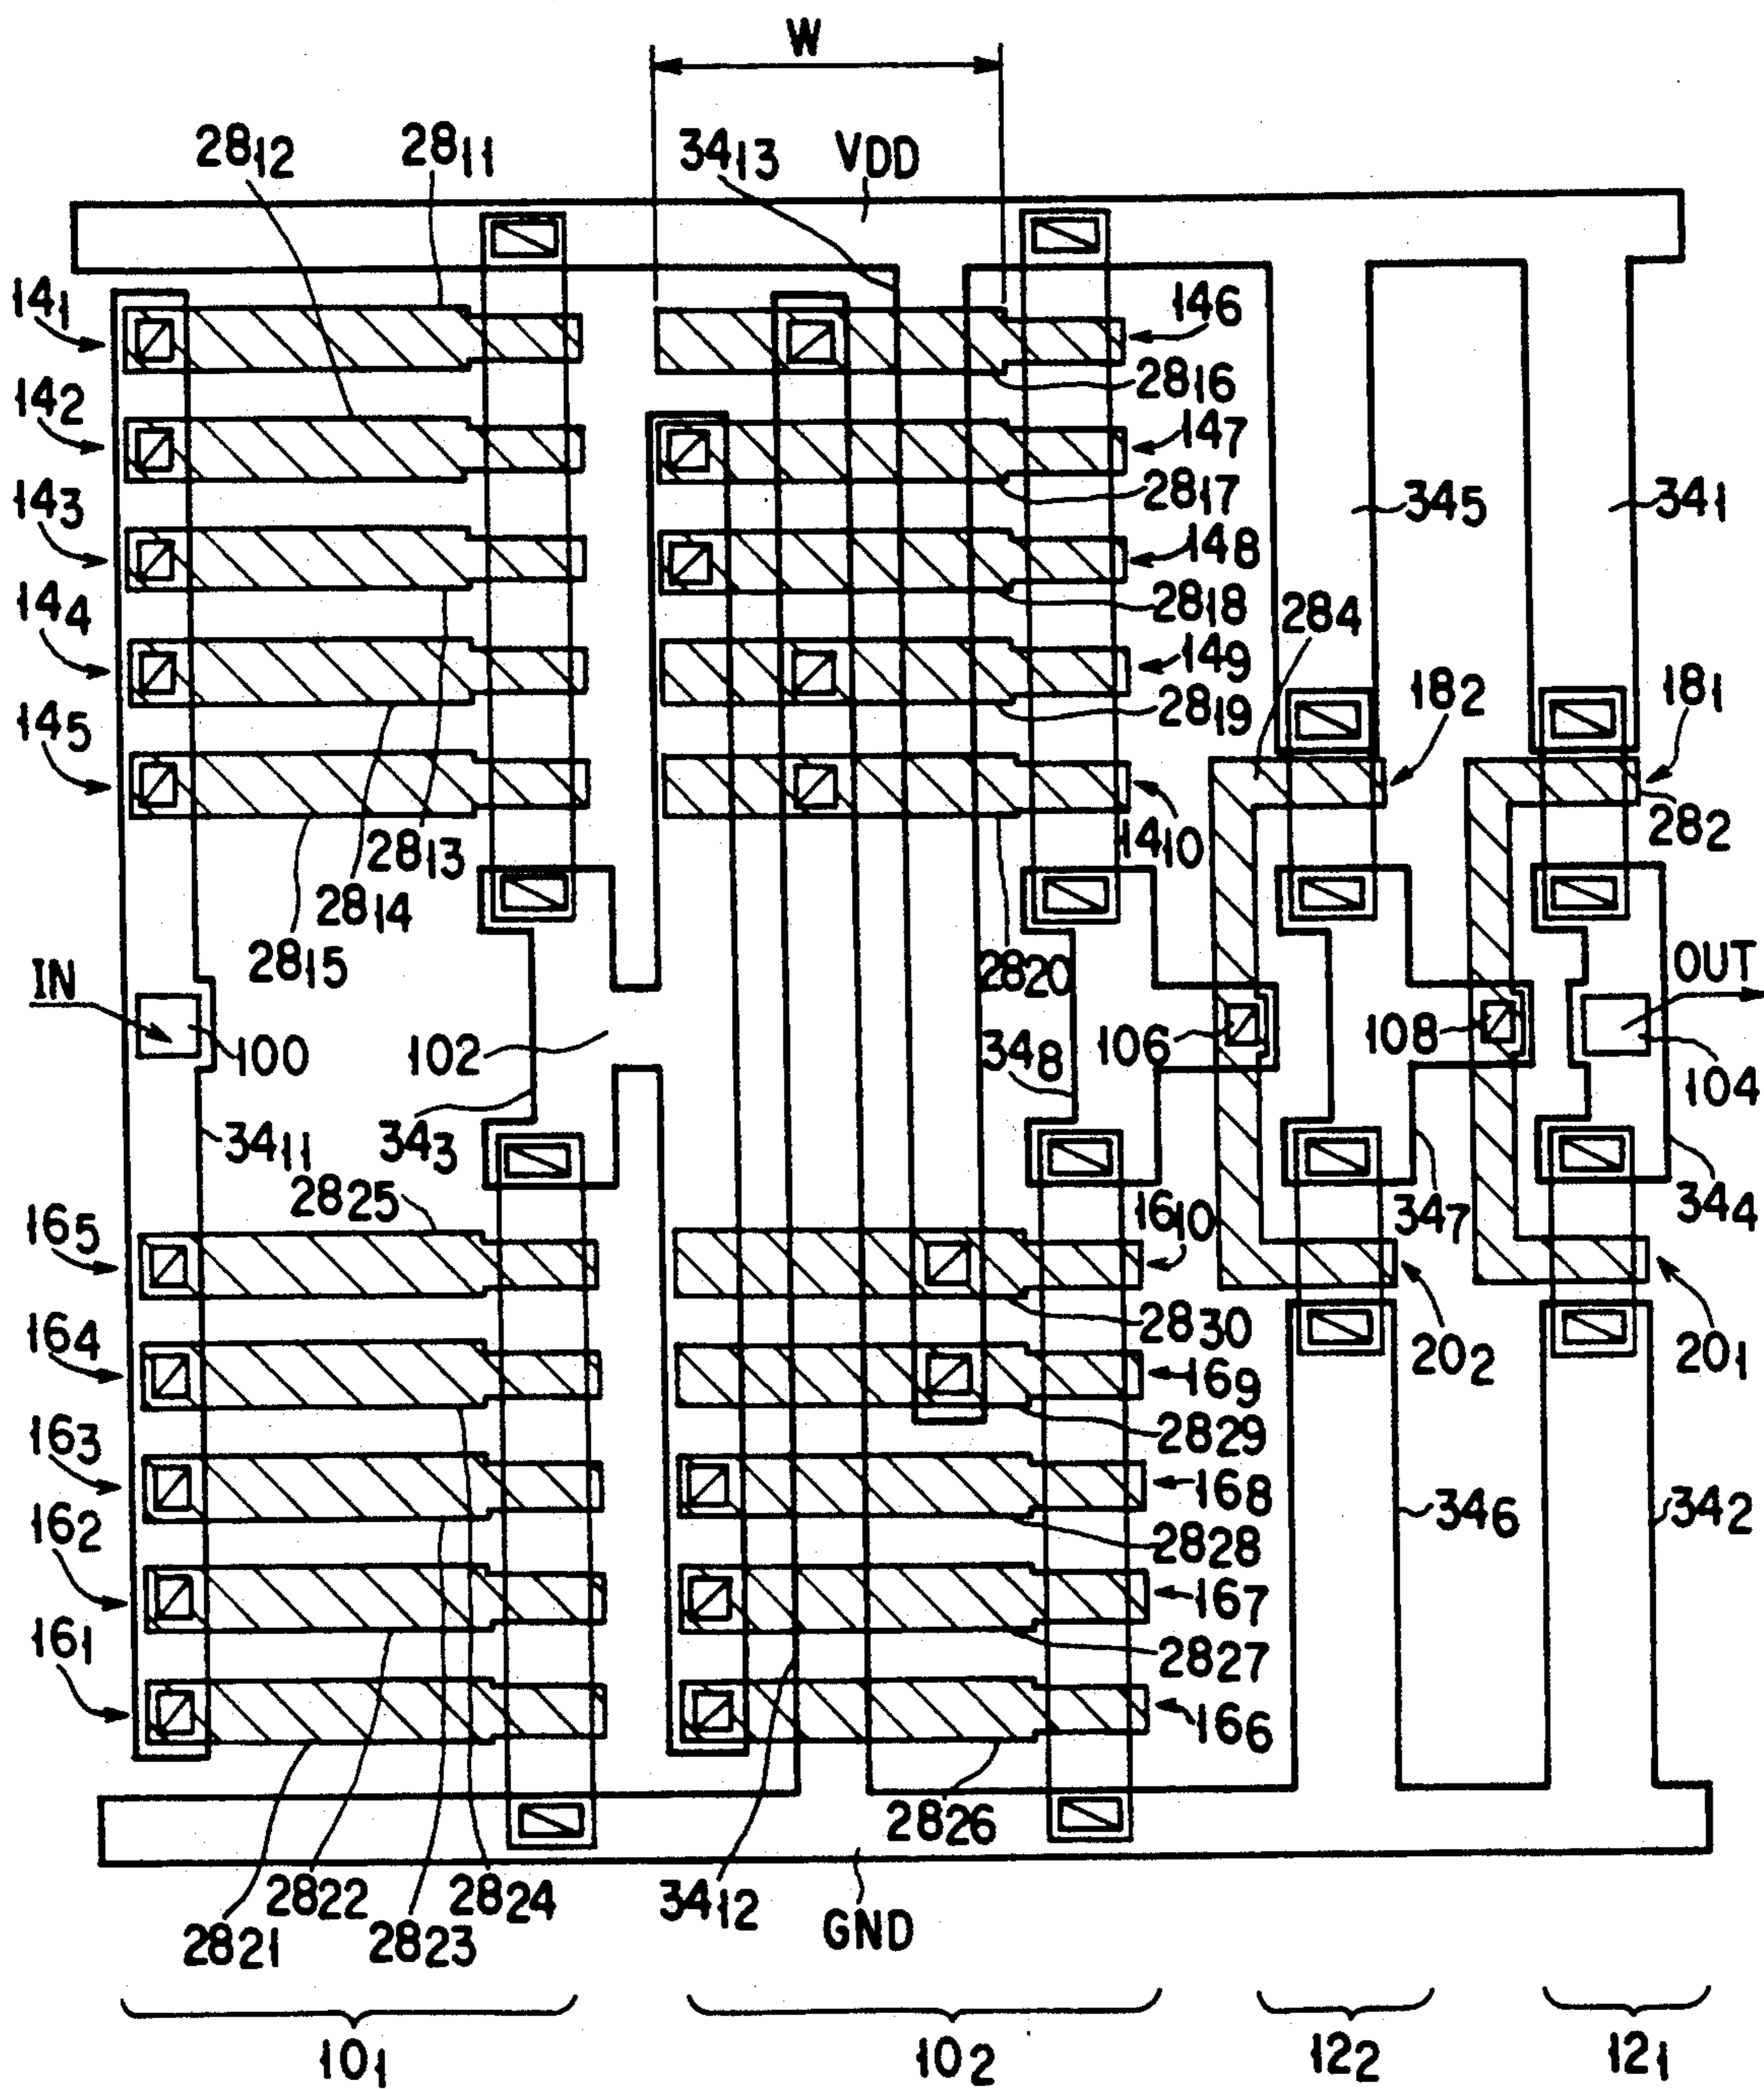 W
28₁₂ 28₁₁ 34₁₃ VDD
14₁ 14₆
28₁₆
14₂ 14₇
28₁₇
14₃ 34₅ 34₁
14₈
28₁₈ 28₄
14₄ 14₉
28₁₉ 18₂ 18₁
14₅
28₂
28₁₃ 14₁₀
28₁₄
28₁₅ 28₂₀
IN OUT
100 102 34₈ 106 108 104
34₁₁ 34₃
28₂₅ 16₁₀ 34₇ 34₄
16₅
28₃₀
16₄ 20₂ 20₁
16₉
28₂₉
16₃
16₈ 34₆ 34₂
28₂₈
16₂
16₇
28₂₇
16₁
16₆
28₂₆
28₂₁ 28₂₂ 28₂₃ 28₂₄ 34₁₂ GND
10₁ 10₂ 12₂ 12₁